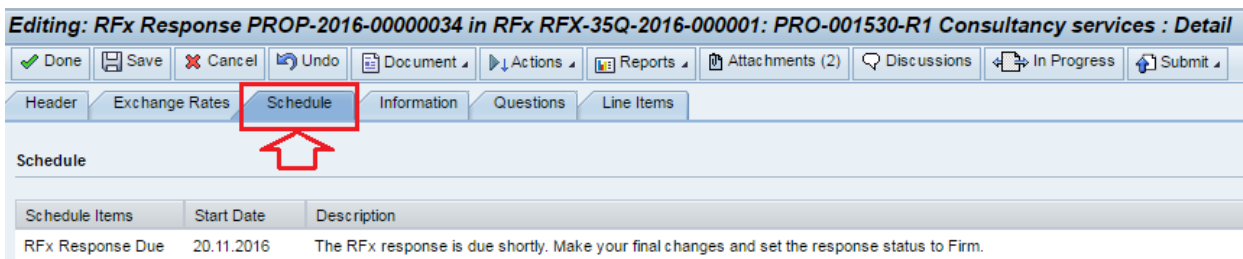 Editing: RFx Response PROP-2016-00000034 in RFx RFX-35Q-2016-000001: PRO-001530-R1 Consultancy services : Detail
Done Save Cancel Undo Document Actions Reports Attachments (2) Discussions In Progress Submit
Header Exchange Rates Schedule Information Questions Line Items
Schedule
Schedule Items Start Date Description
RFx Response Due 20.11.2016 The RFx response is due shortly. Make your final changes and set the response status to Firm.